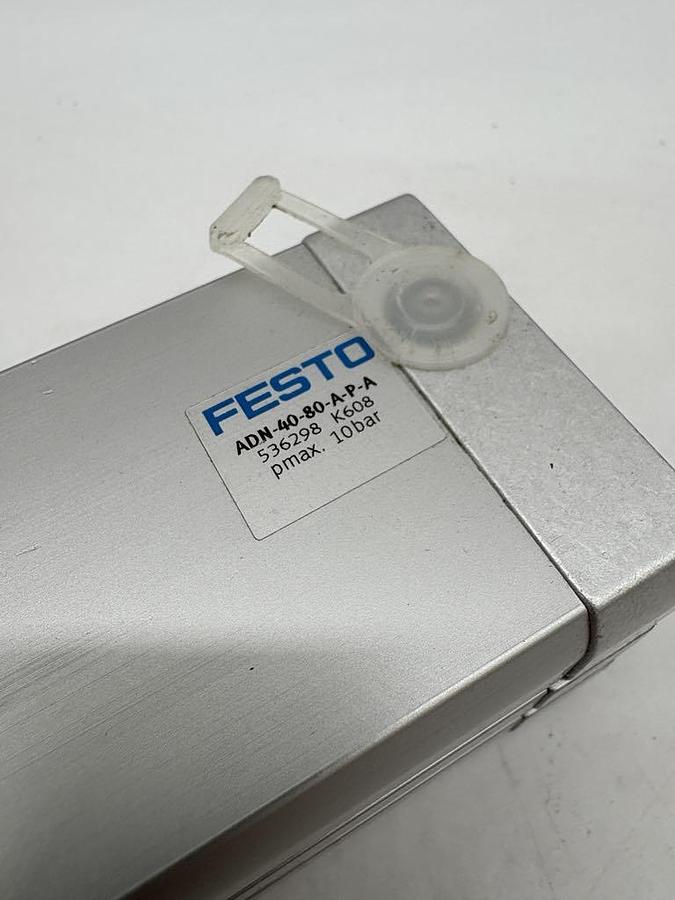 FESTO
ADN-40-80-A-P-A
536298 K608
pmax. 10bar